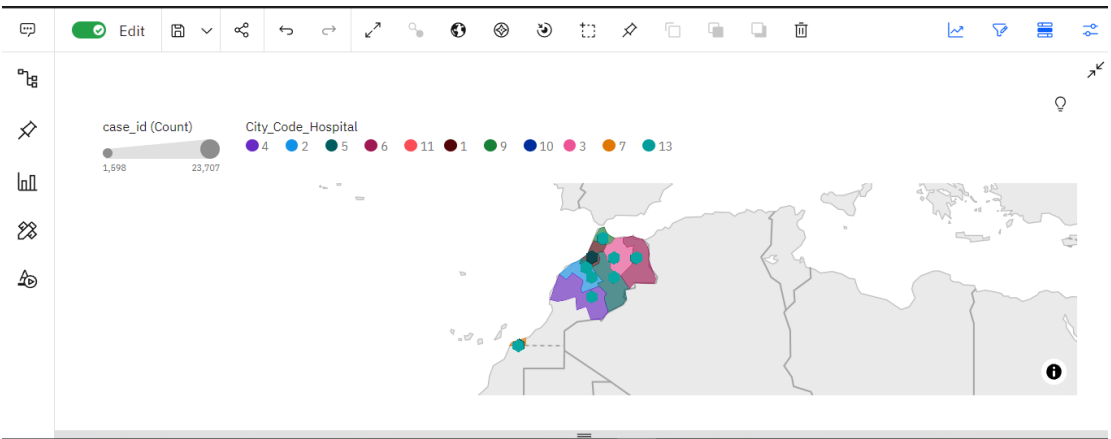 Edit
case_id (Count)
1,598 23,707
City_Code_Hospital
4 2 5 6 11 1 9 10 3 7 13